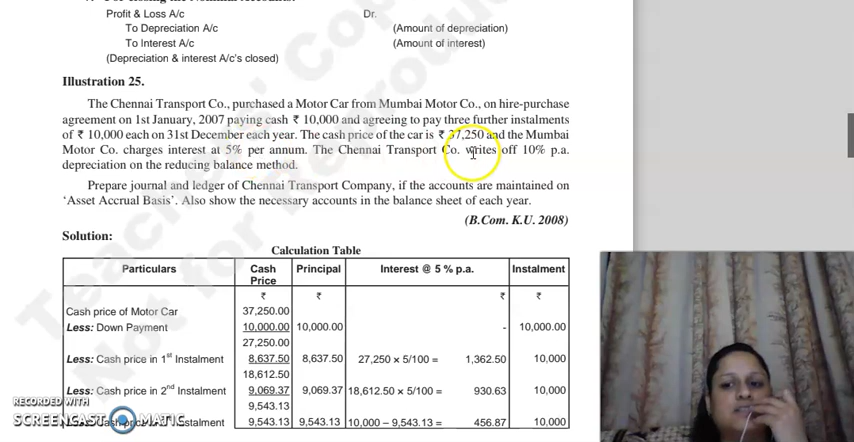 Profit & Loss A/c Dr.
To Depreciation A/c (Amount of depreciation)
To Interest A/c (Amount of interest)
(Depreciation & interest A/c's closed)
Illustration 25.
The Chennai Transport Co., purchased a Motor Car from Mumbai Motor Co., on hire-purchase
agreement on 1st January, 2007 paying cash ₹ 10,000 and agreeing to pay three further instalments
of ₹ 10,000 each on 31st December each year. The cash price of the car is ₹ 37,250 and the Mumbai
Motor Co. charges interest at 5% per annum. The Chennai Transport Co. writes off 10% p.a.
depreciation on the reducing balance method.
Prepare journal and ledger of Chennai Transport Company, if the accounts are maintained on
'Asset Accrual Basis'. Also show the necessary accounts in the balance sheet of each year.
(B.Com. K.U. 2008)
Solution:
Calculation Table
Particulars Cash Price Principal Interest @ 5 % p.a. Instalment
₹ ₹ ₹ ₹
Cash price of Motor Car 37,250.00
Less: Down Payment 10,000.00 10,000.00 - 10,000.00
27,250.00
Less: Cash price in 1st Instalment 8,637.50 8,637.50 27,250 × 5/100 = 1,362.50 10,000
18,612.50
Less: Cash price in 2nd Instalment 9,069.37 9,069.37 18,612.50 × 5/100 = 930.63 10,000
9,543.13
Instalment 9,543.13 9,543.13 10,000 – 9,543.13 = 456.87 10,000
RECORDED WITH
SCREENCAST MATIC